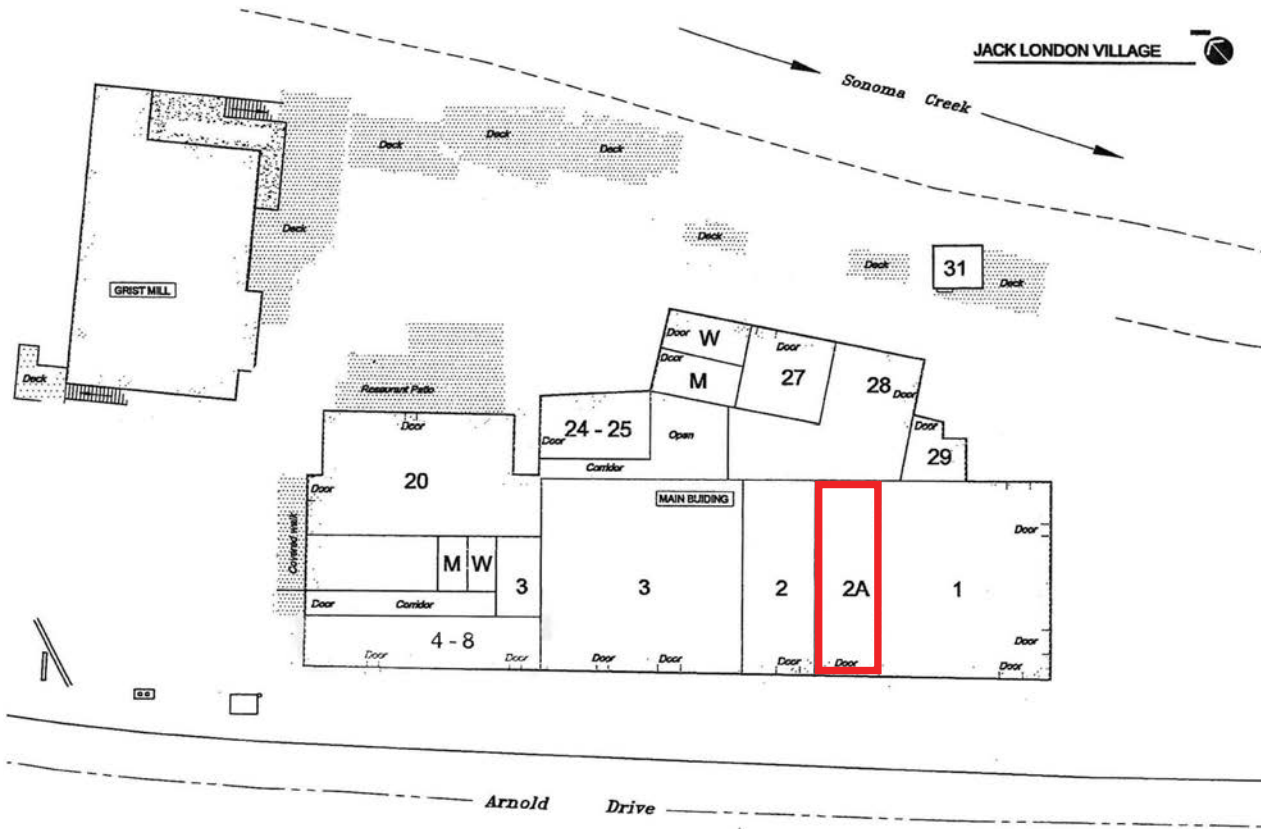 JACK LONDON VILLAGE
Sonoma Creek
Deck
Deck
Deck
Deck
Deck
Deck
31
Deck
GRIST MILL
Deck
Restaurant Patio
Door
W
Door
M
Door
27
28
Door
Door
29
Door
24 - 25
Open
Corridor
Door
20
Door
Covered walk
MAIN BUIDING
M
W
3
3
2
2A
1
Door
Door
Door
Door
Corridor
4 - 8
Door
Door
Door
Door
Door
Door
Arnold Drive